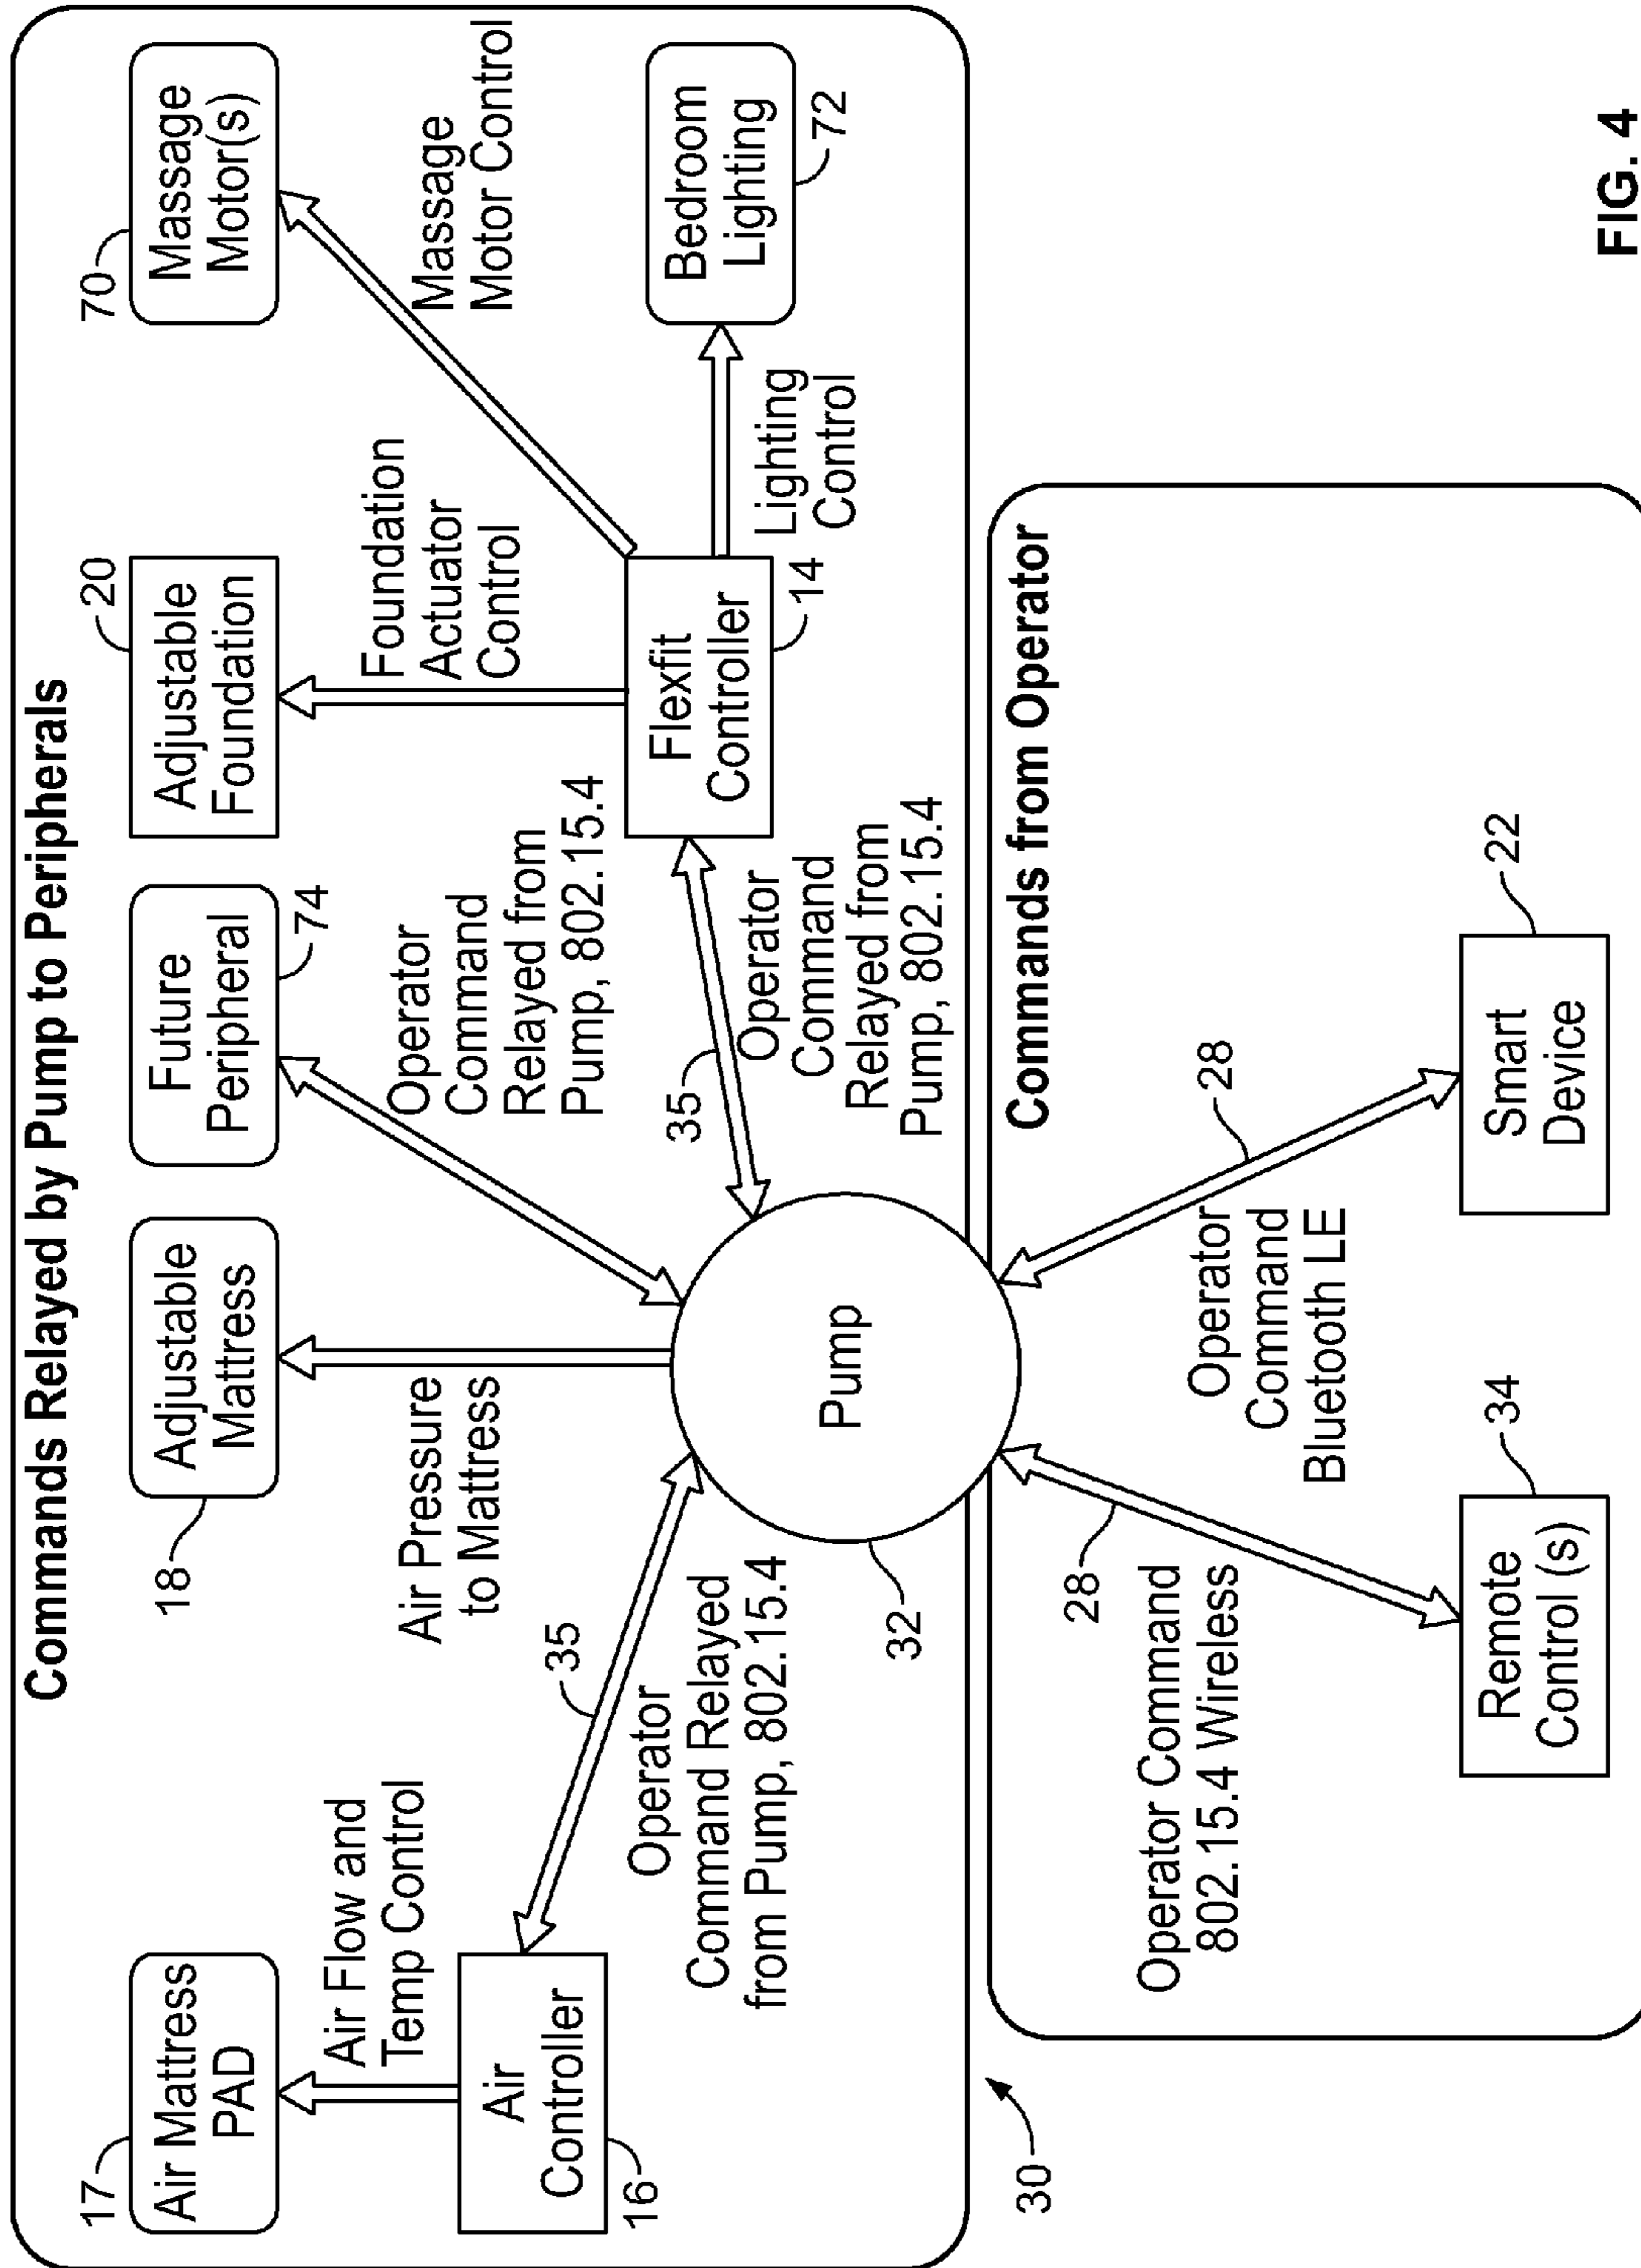 Commands Relayed by Pump to Peripherals
17
Air Mattress
PAD
Air Flow and
Temp Control
Air
Controller
16
18
Adjustable
Mattress
Air Pressure
to Mattress
35
Operator
Command Relayed
from Pump, 802.15.4
Future
Peripheral
74
Operator
Command
Relayed from
Pump, 802.15.4
20
Adjustable
Foundation
Foundation
Actuator
Control
70
Massage
Motor(s)
Massage
Motor Control
Flexfit
Controller
14
Lighting
Control
Bedroom
Lighting
72
35
Operator
Command
Relayed from
Pump, 802.15.4
Pump
32
30
Commands from Operator
Operator Command
802.15.4 Wireless
28
Remote
Control (s)
34
Operator
Command
Bluetooth LE
28
Smart
Device
22
FIG. 4